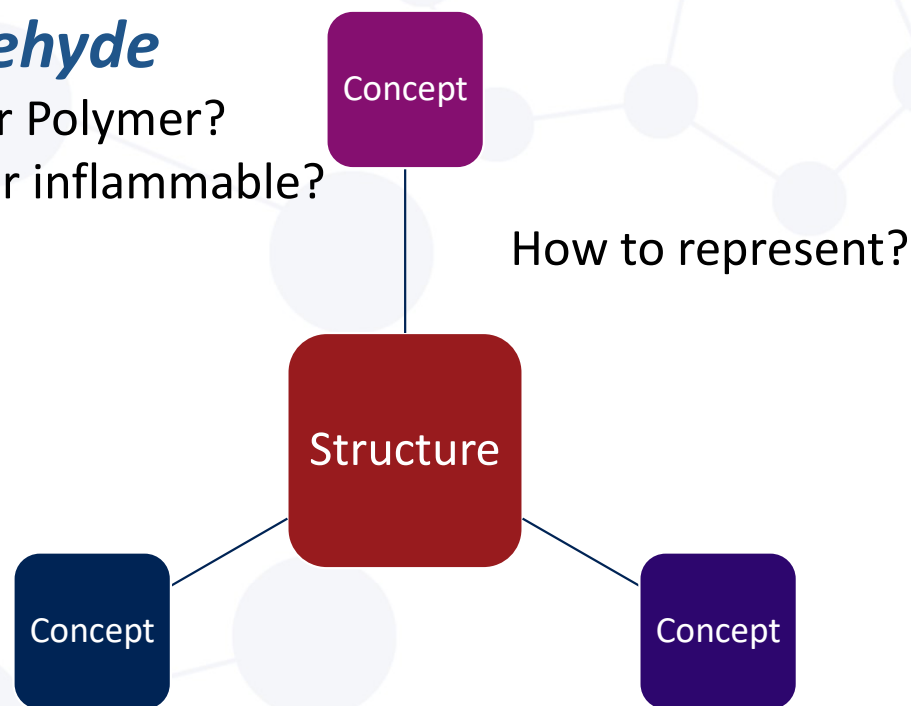 ehyde
r Polymer?
r inflammable?
Concept
How to represent?
Structure
Concept
Concept